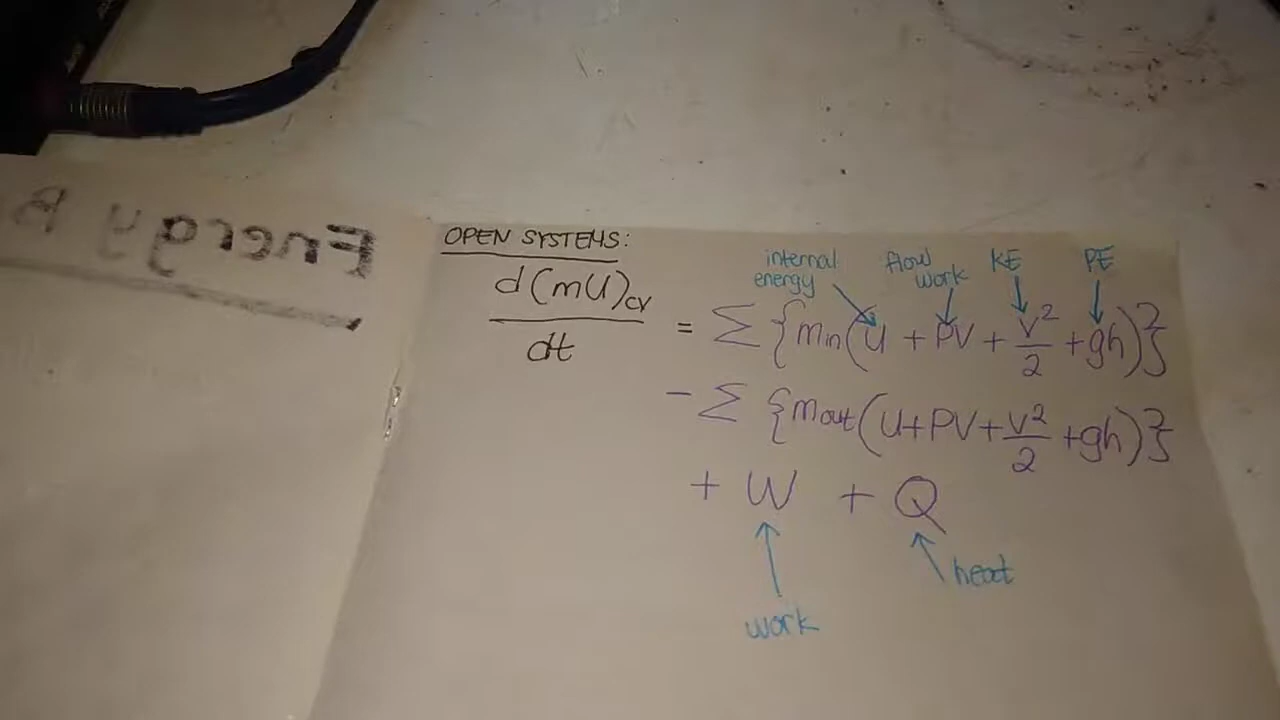 Energy B
OPEN SYSTEMS:
internal energy
flow work
KE
PE
d(mU)cv / dt = Σ {min(U + PV + v²/2 + gh)}
- Σ {mout(U+PV+v²/2+gh)}
+ W + Q
heat
work